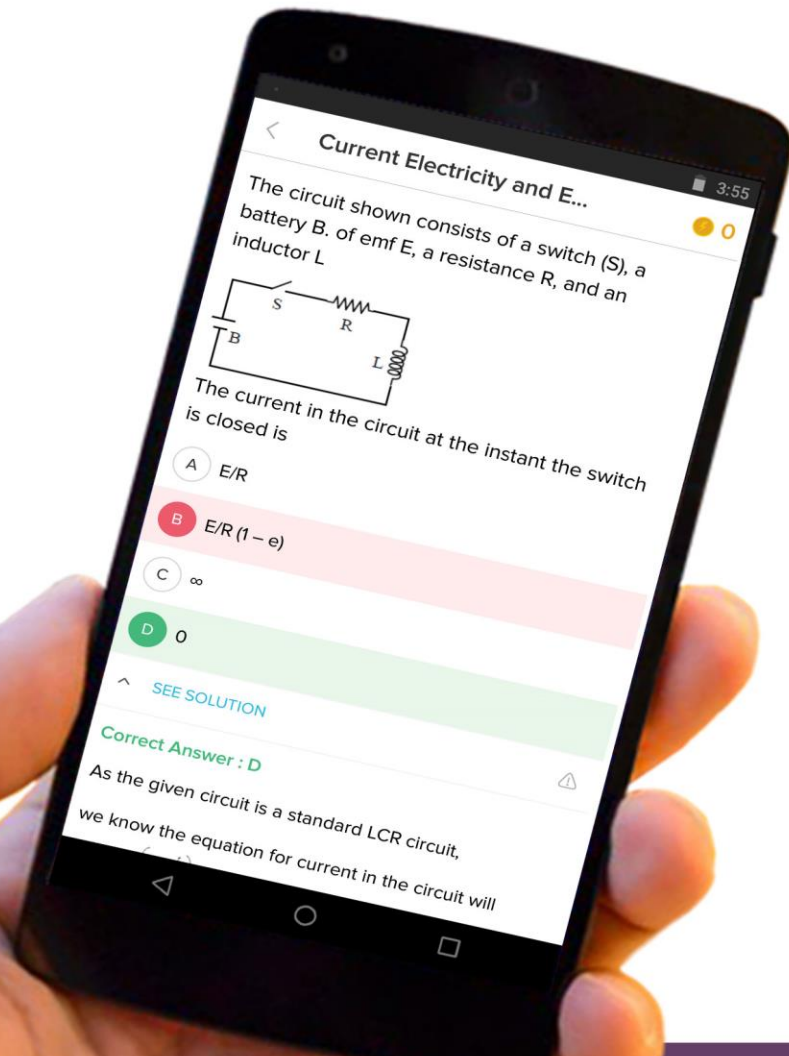 3:55
Current Electricity and E...
0
The circuit shown consists of a switch (S), a
battery B. of emf E, a resistance R, and an
inductor L
S
R
B
L
The current in the circuit at the instant the switch
is closed is
A E/R
B E/R (1 – e)
C ∞
D 0
SEE SOLUTION
Correct Answer : D
As the given circuit is a standard LCR circuit,
we know the equation for current in the circuit will